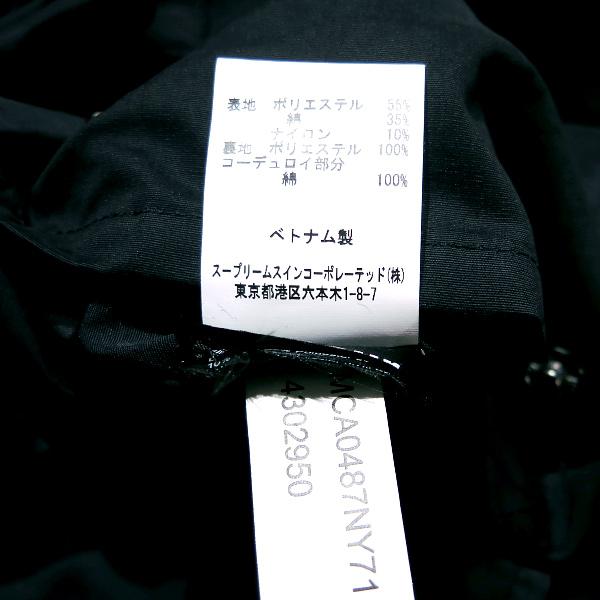 表地 ポリエステル 55%
綿 35%
ナイロン 10%
裏地 ポリエステル 100%
コーデュロイ部分
綿 100%
ベトナム製
スープリームスインコーポレーテッド(株)
東京都港区六本木1-8-7
MCA0487NY71
4302950